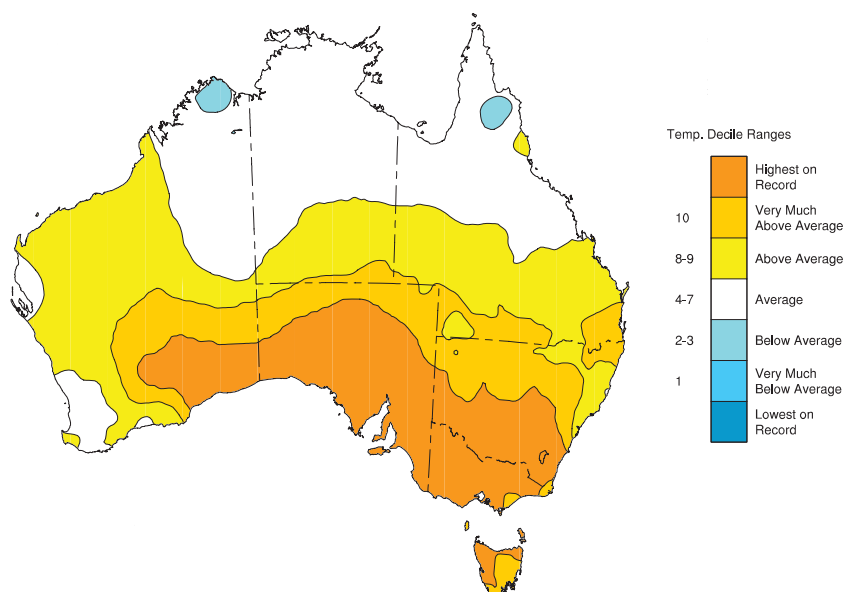 Temp. Decile Ranges
Highest on
Record
10
Very Much
Above Average
8-9
Above Average
4-7
Average
2-3
Below Average
1
Very Much
Below Average
Lowest on
Record